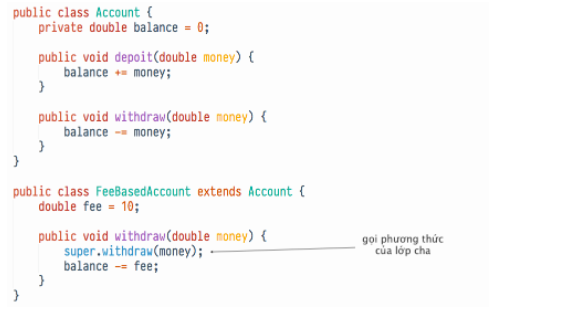 public class Account {
private double balance = 0;
public void depoit(double money) {
balance += money;
}
public void withdraw(double money) {
balance -= money;
}
}
public class FeeBasedAccount extends Account {
double fee = 10;
public void withdraw(double money) {
super.withdraw(money);
gọi phương thức
của lớp cha
balance -= fee;
}
}